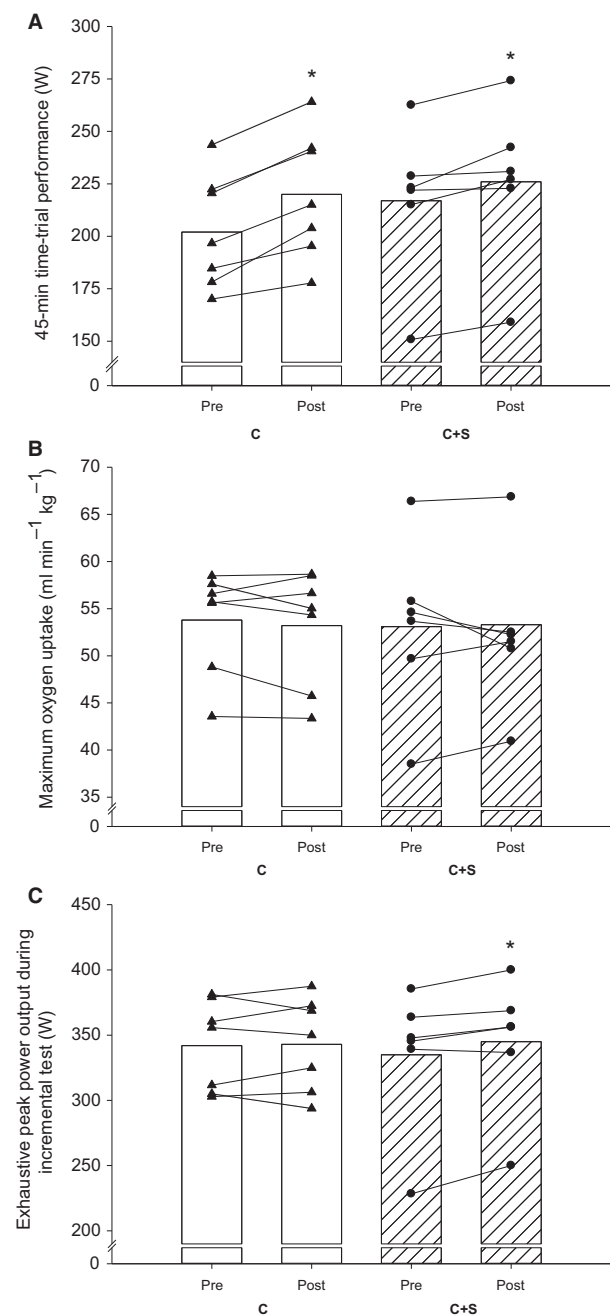 A
45-min time-trial performance (W)
300
275
250
225
200
175
150
0
*
*
Pre
Post
Pre
Post
C
C+S
B
Maximum oxygen uptake (ml min⁻¹ kg⁻¹)
70
65
60
55
50
45
40
35
0
Pre
Post
Pre
Post
C
C+S
C
Exhaustive peak power output during
incremental test (W)
450
400
350
300
250
200
0
*
Pre
Post
Pre
Post
C
C+S